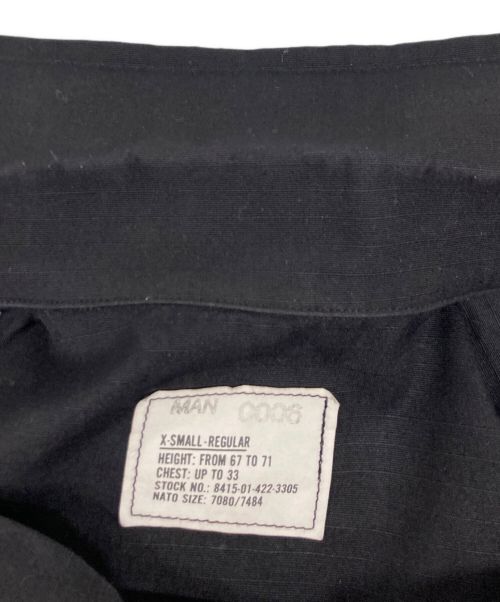 MAN 0006
X-SMALL-REGULAR
HEIGHT: FROM 67 TO 71
CHEST: UP TO 33
STOCK NO.: 8415-01-422-3305
NATO SIZE: 7080/7484